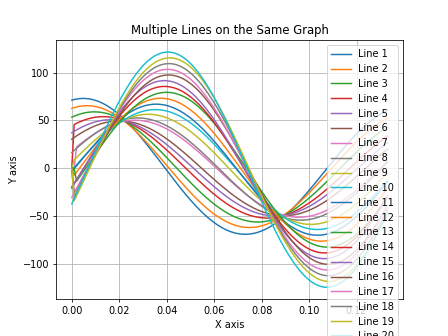 Multiple Lines on the Same Graph
Y axis
100
50
0
−50
−100
0.00
0.02
0.04
0.06
0.08
0.10
X axis
Line 1
Line 2
Line 3
Line 4
Line 5
Line 6
Line 7
Line 8
Line 9
Line 10
Line 11
Line 12
Line 13
Line 14
Line 15
Line 16
Line 17
Line 18
Line 19
Line 20